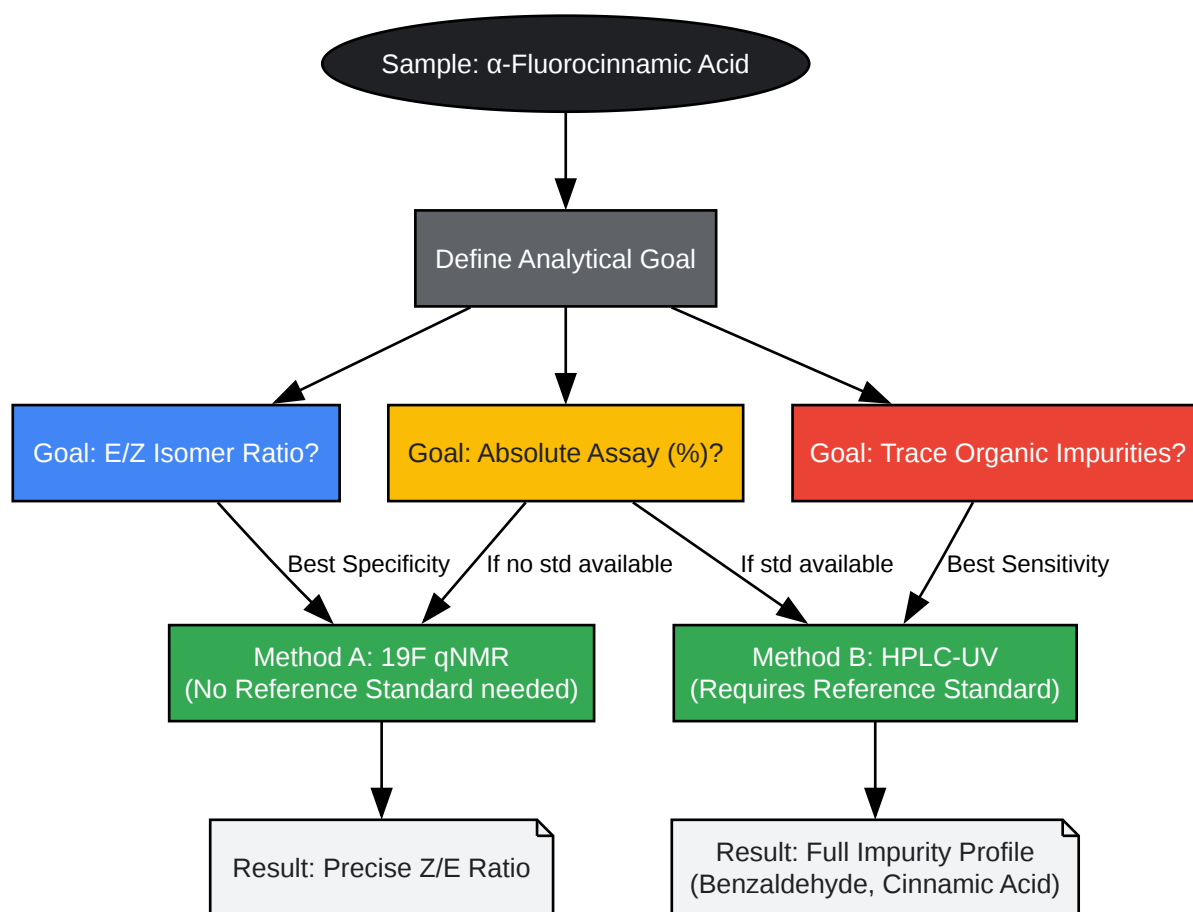 Sample: α-Fluorocinnamic Acid
Define Analytical Goal
Goal: E/Z Isomer Ratio?
Goal: Absolute Assay (%)?
Goal: Trace Organic Impurities?
Best Specificity
If no std available
If std available
Best Sensitivity
Method A: 19F qNMR
(No Reference Standard needed)
Method B: HPLC-UV
(Requires Reference Standard)
Result: Precise Z/E Ratio
Result: Full Impurity Profile
(Benzaldehyde, Cinnamic Acid)